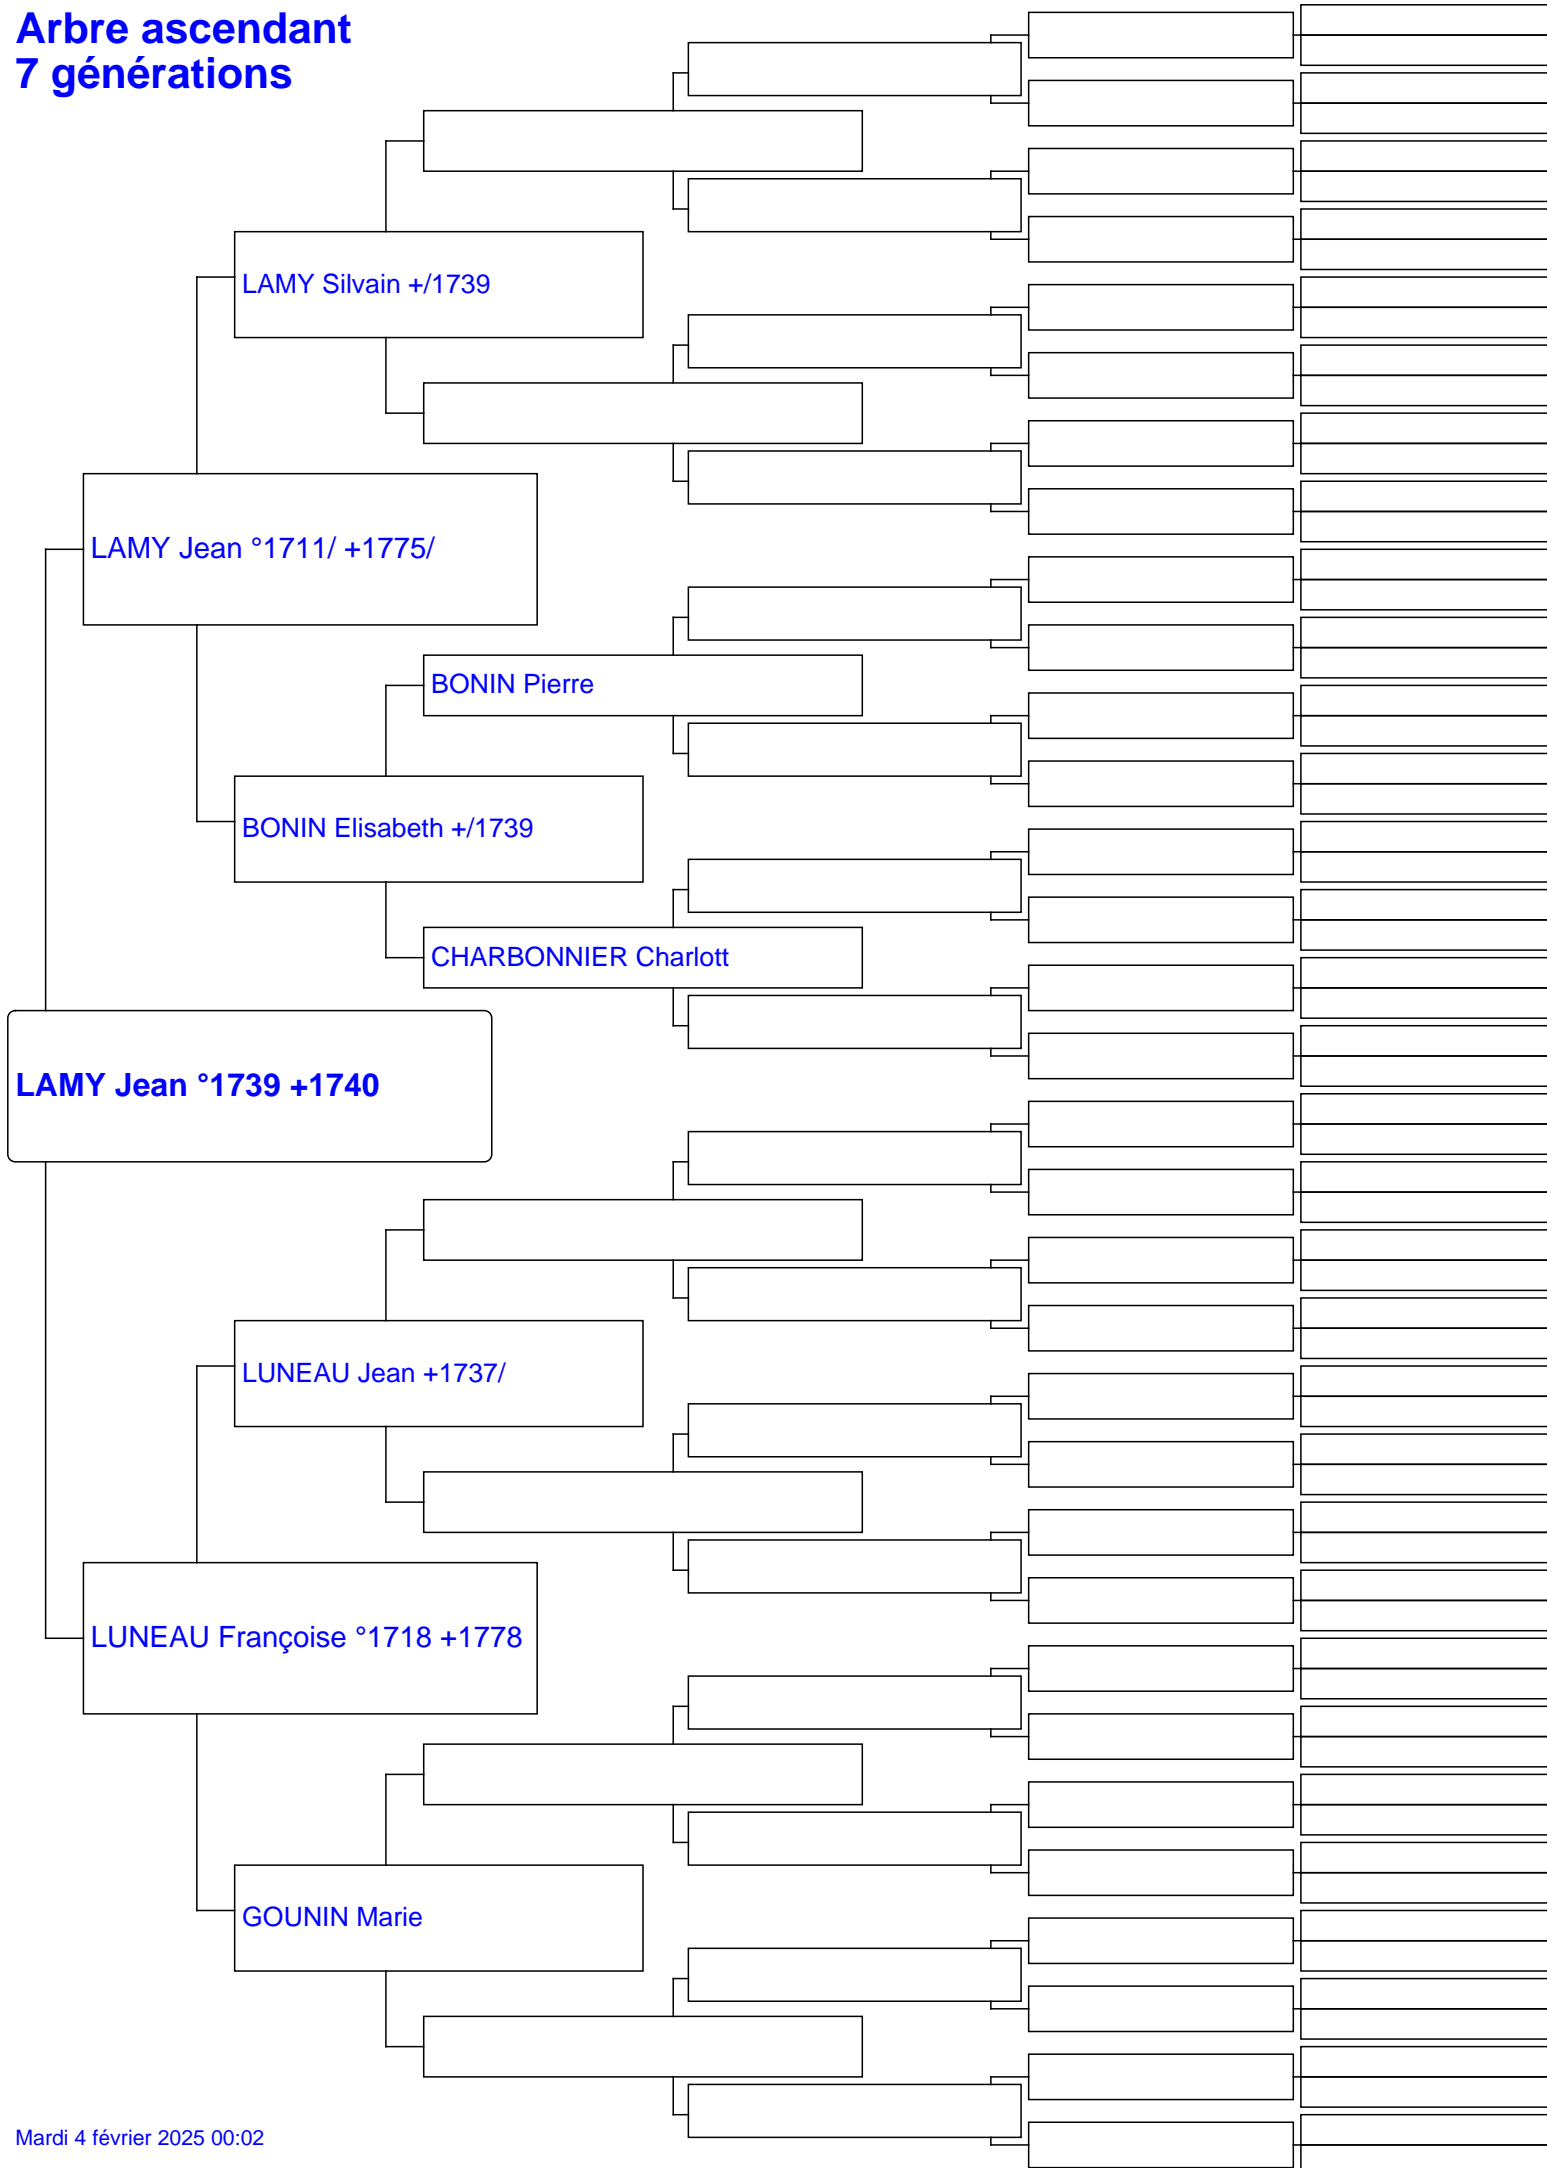 Arbre ascendant
7 générations
LAMY Silvain +/1739
LAMY Jean °1711/ +1775/
BONIN Pierre
BONIN Elisabeth +/1739
CHARBONNIER Charlott
LAMY Jean °1739 +1740
LUNEAU Jean +1737/
LUNEAU Françoise °1718 +1778
GOUNIN Marie
Mardi 4 février 2025 00:02